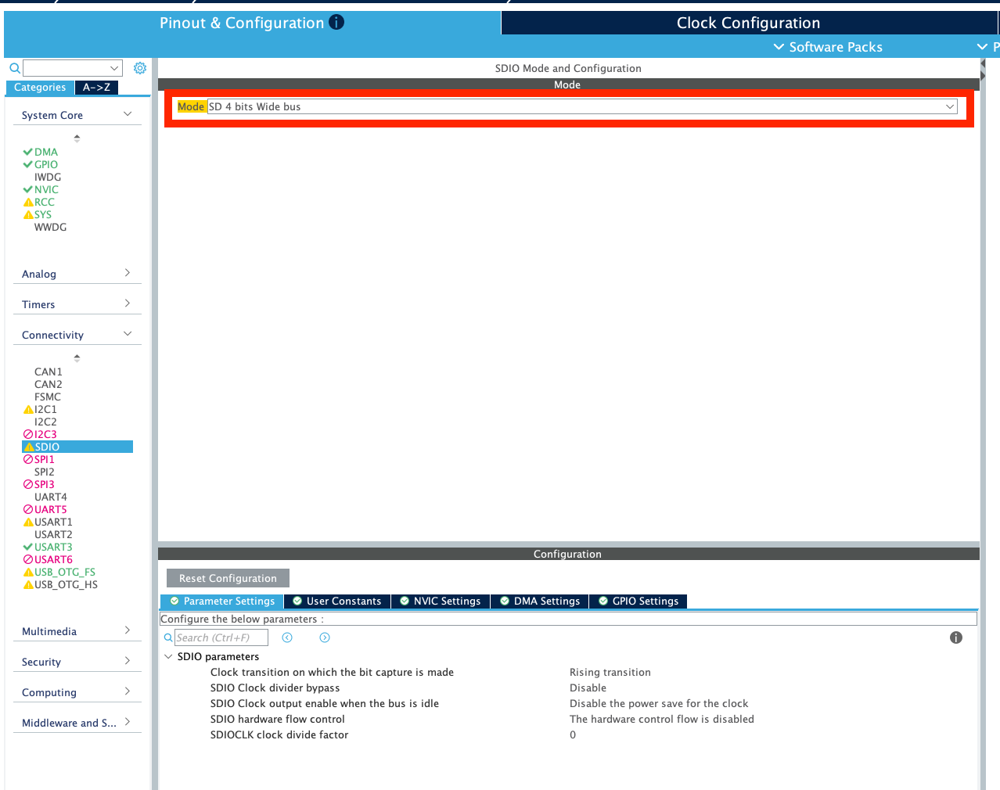 Pinout & Configuration
Clock Configuration
Software Packs
P
Categories
A->Z
System Core
DMA
GPIO
IWDG
NVIC
RCC
SYS
WWDG
Analog
Timers
Connectivity
CAN1
CAN2
FSMC
I2C1
I2C2
I2C3
SDIO
SPI1
SPI2
SPI3
UART4
UART5
USART1
USART2
USART3
USART6
USB_OTG_FS
USB_OTG_HS
Multimedia
Security
Computing
Middleware and S...
SDIO Mode and Configuration
Mode
Mode SD 4 bits Wide bus
Configuration
Reset Configuration
Parameter Settings
User Constants
NVIC Settings
DMA Settings
GPIO Settings
Configure the below parameters :
Search (Ctrl+F)
SDIO parameters
Clock transition on which the bit capture is made Rising transition
SDIO Clock divider bypass Disable
SDIO Clock output enable when the bus is idle Disable the power save for the clock
SDIO hardware flow control The hardware control flow is disabled
SDIOCLK clock divide factor 0